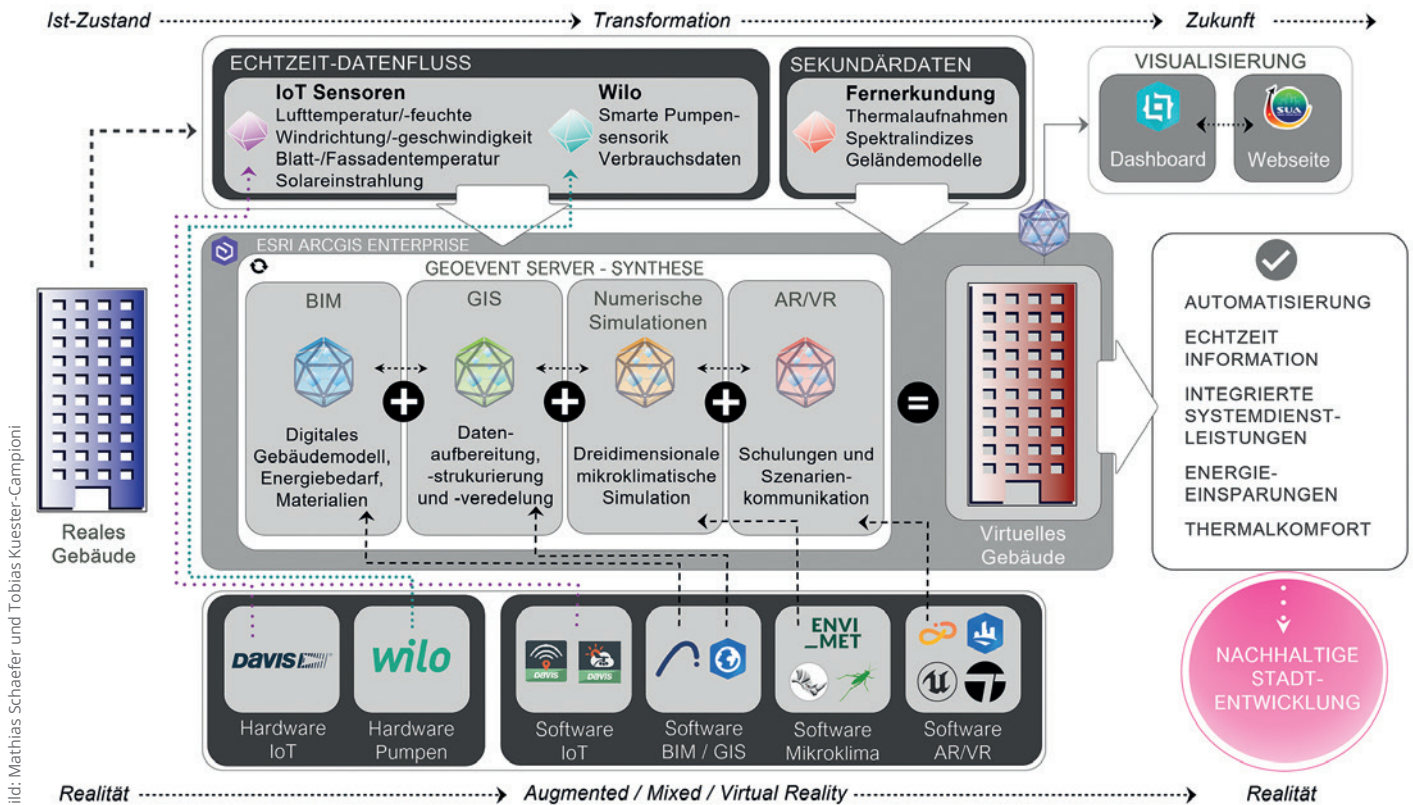 Ist-Zustand
Transformation
Zukunft
ECHTZEIT-DATENFLUSS
IoT Sensoren
Lufttemperatur/-feuchte
Windrichtung/-geschwindigkeit
Blatt-/Fassadentemperatur
Solareinstrahlung
Wilo
Smarte Pumpen-
sensorik
Verbrauchsdaten
SEKUNDÄRDATEN
Fernerkundung
Thermalaufnahmen
Spektralindizes
Geländemodelle
VISUALISIERUNG
Dashboard
SUA
Webseite
ESRI ARCGIS ENTERPRISE
GEOEVENT SERVER - SYNTHESE
BIM
Digitales
Gebäudemodell,
Energiebedarf,
Materialien
GIS
Daten-
aufbereitung,
-strukurierung
und -veredelung
Numerische
Simulationen
Dreidimensionale
mikroklimatische
Simulation
AR/VR
Schulungen und
Szenarien-
kommunikation
Reales
Gebäude
Virtuelles
Gebäude
AUTOMATISIERUNG
ECHTZEIT
INFORMATION
INTEGRIERTE
SYSTEMDIENST-
LEISTUNGEN
ENERGIE-
EINSPARUNGEN
THERMALKOMFORT
DAVIS
Hardware
IoT
wilo
Hardware
Pumpen
DAVIS
DAVIS
Software
IoT
Software
BIM / GIS
ENVI
_MET
Software
Mikroklima
Software
AR/VR
NACHHALTIGE
STADT-
ENTWICKLUNG
Realität
Augmented / Mixed / Virtual Reality
Realität
ild: Mathias Schaefer und Tobias Kuester-Campioni